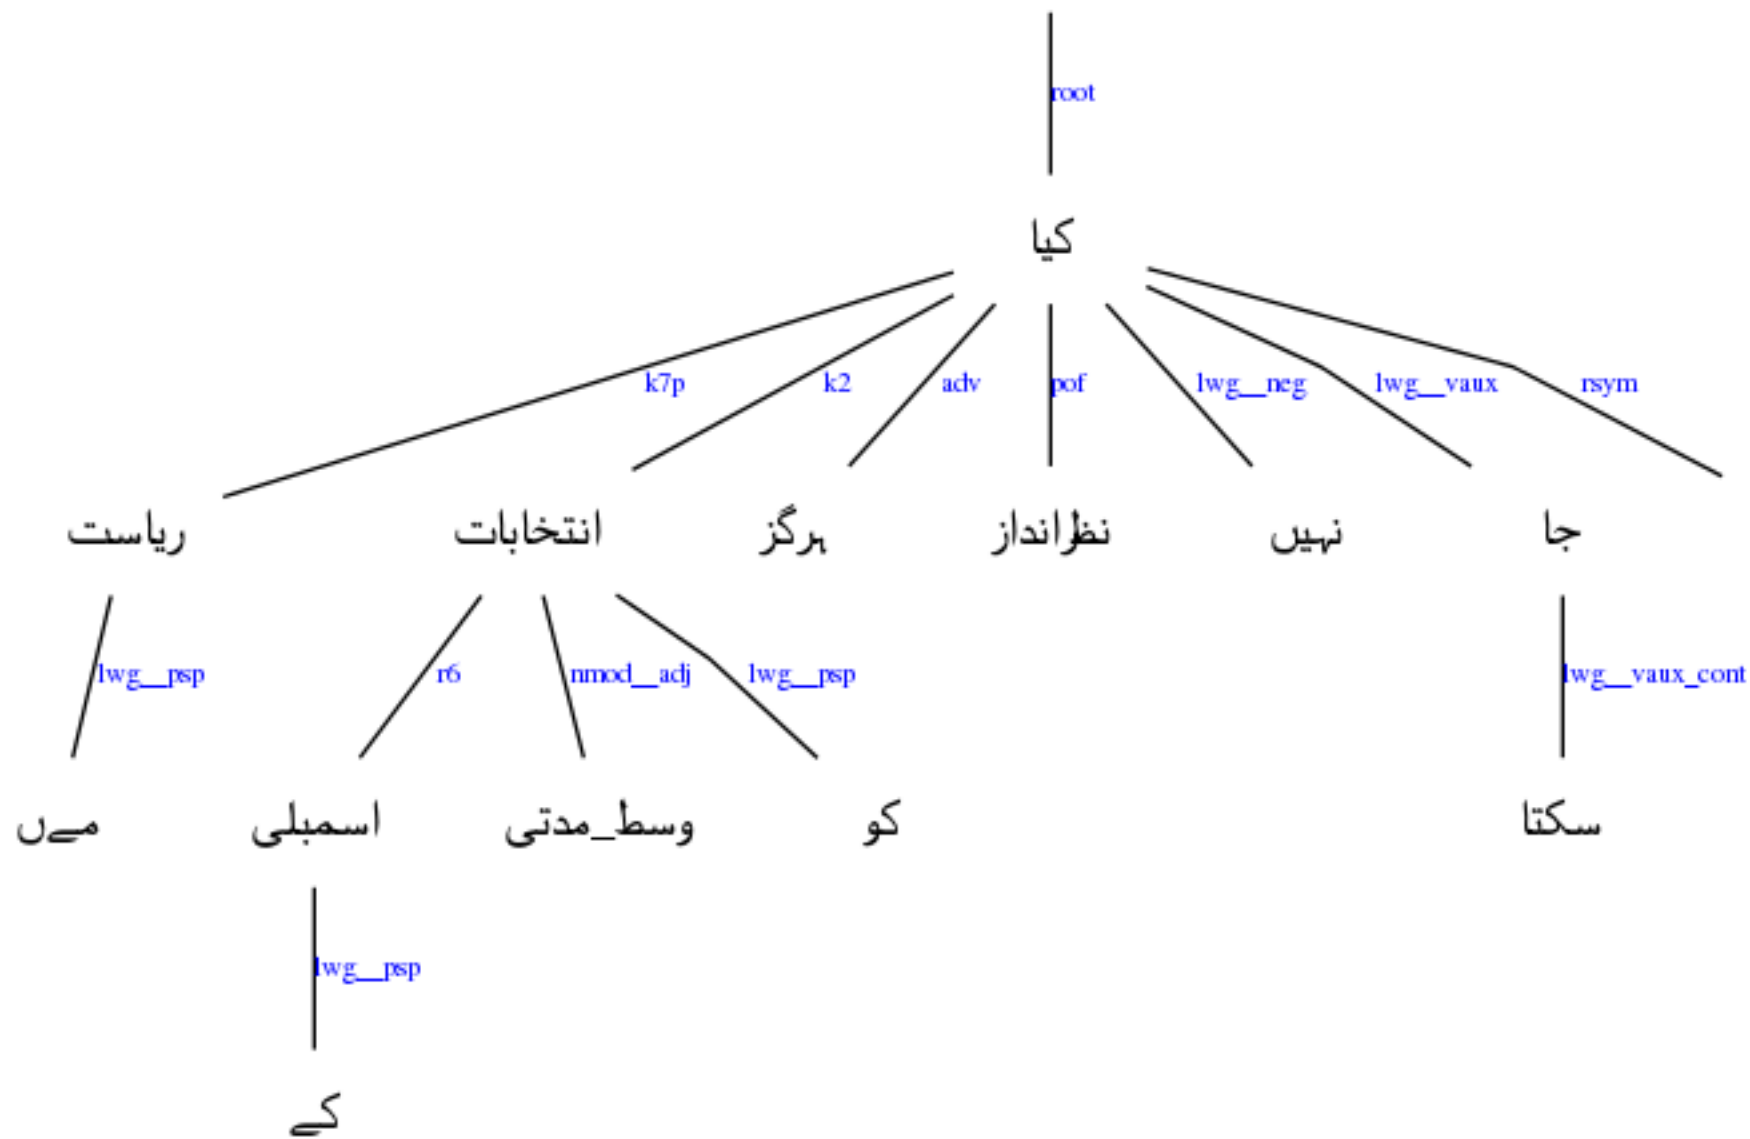 root
کیا
k7p k2 adv pof lwg__neg lwg__vaux rsym
ریاست انتخابات ہرگز نظرانداز نہیں جا
lwg__psp r6 nmod__adj lwg__psp lwg__vaux_cont
مےں اسمبلی وسط_مدتی کو سکتا
lwg__psp
کے